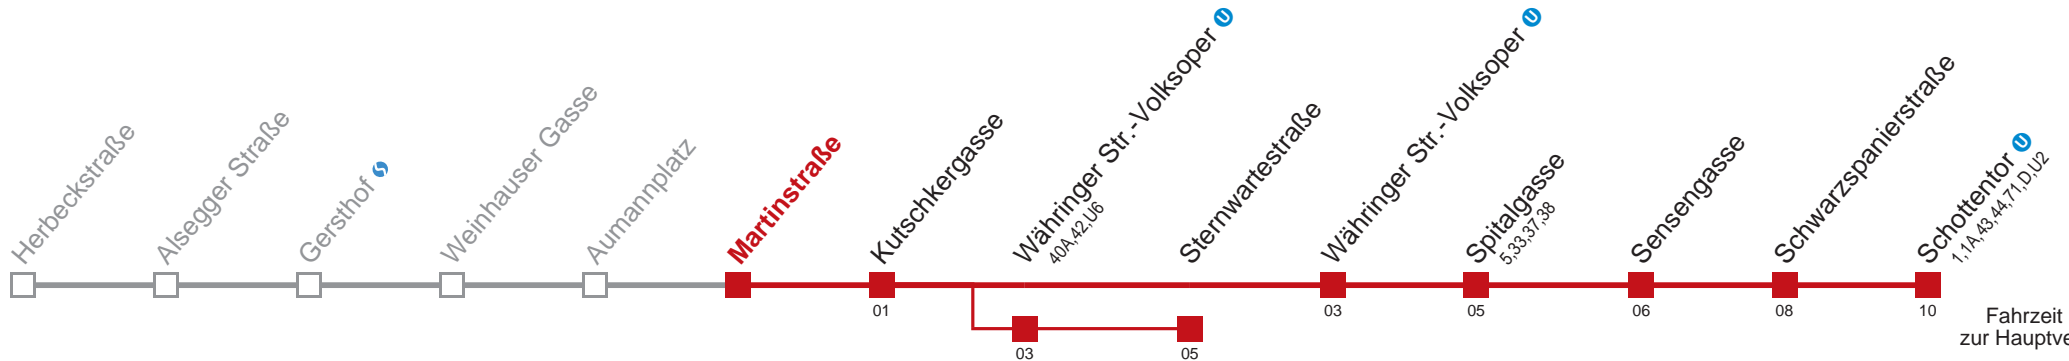 Herbeckstraße
Alsegger Straße
Gersthof
Weinhauser Gasse
Aumannplatz
Martinstraße
Kutschkergasse
01
Währinger Str.-Volksoper U
40A,42,U6
03
Sternwartestraße
05
Währinger Str.-Volksoper U
03
Spitalgasse
5,33,37,38
05
Sensengasse
06
Schwarzspanierstraße
08
Schottentor U
1,1A,43,44,71,D,U2
10
Fahrzeit
zur Hauptve